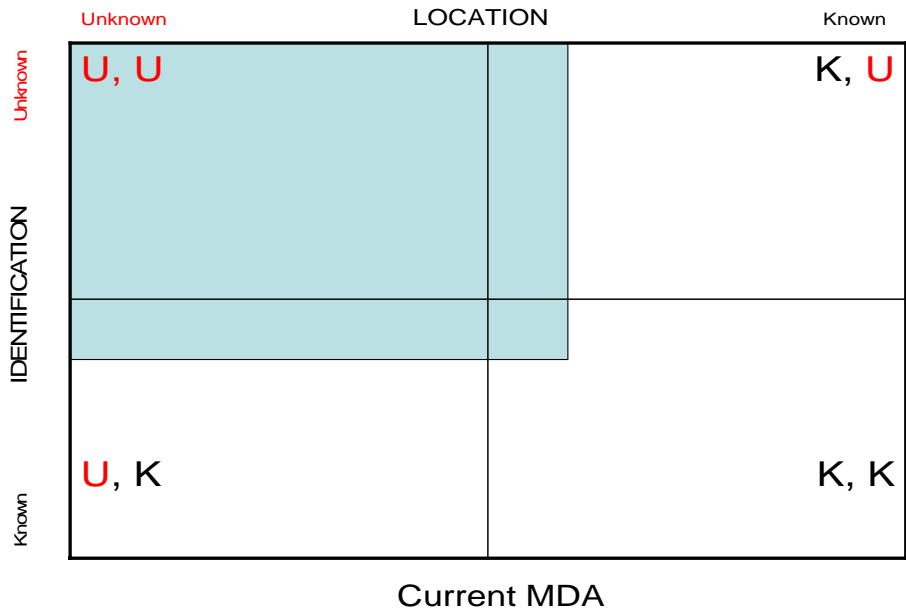 Unknown LOCATION Known
Unknown
U, U K, U
IDENTIFICATION
U, K K, K
Known
Current MDA